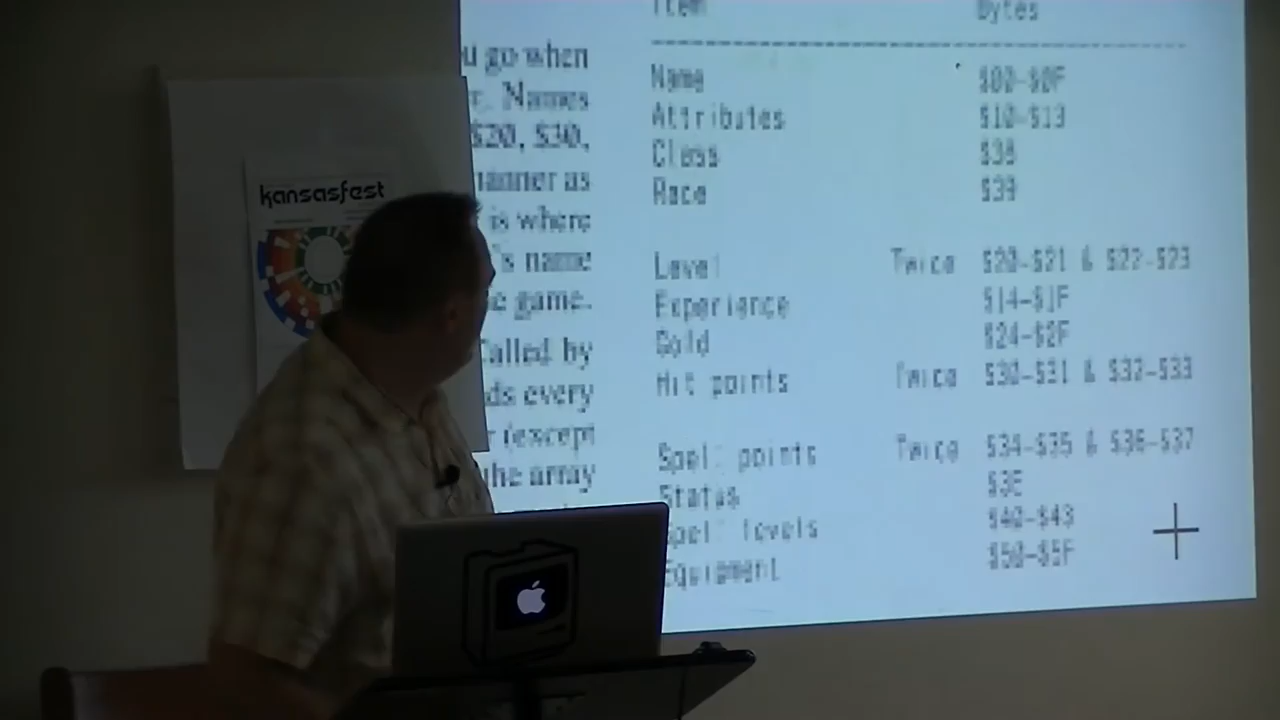 kansasfest
u go when
r. Names
$20, $30,
nanner as
is where
's name
e game.
Called by
ds every
r (except
the array
Item Bytes
Name $00-$0F
Attributes $10-$13
Class $38
Race $39
Level Twice $20-$21 & $22-$23
Experience $14-$1F
Gold $24-$2F
Hit points Twice $30-$31 & $32-$33
Spell points Twice $34-$35 & $36-$37
Status $3E
Spell levels $40-$43
Equipment $50-$5F